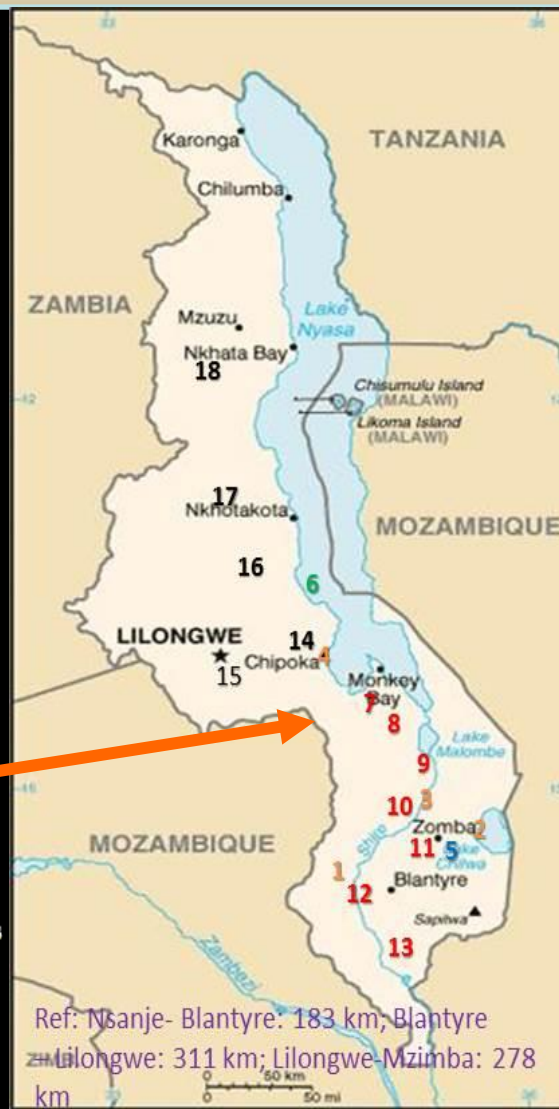 Karonga
TANZANIA
Chilumba
ZAMBIA
Lake
Nyasa
Mzuzu
Nkhata Bay
18
Chisumulu Island
(MALAWI)
Likoma Island
(MALAWI)
17
Nkhotakota
MOZAMBIQUE
16
6
LILONGWE
14
4
Chipoka
15
Monkey
Bay
7
8
Lake
Malombe
9
3
10
Zomba
2
11
5
Lake
Chilwa
MOZAMBIQUE
Shire
1
12
Blantyre
Sapitwa
13
Zambezi
Ref: Nsanje- Blantyre: 183 km; Blantyre
–Lilongwe: 311 km; Lilongwe-Mzimba: 278
km
0 50 km
0 50 mi